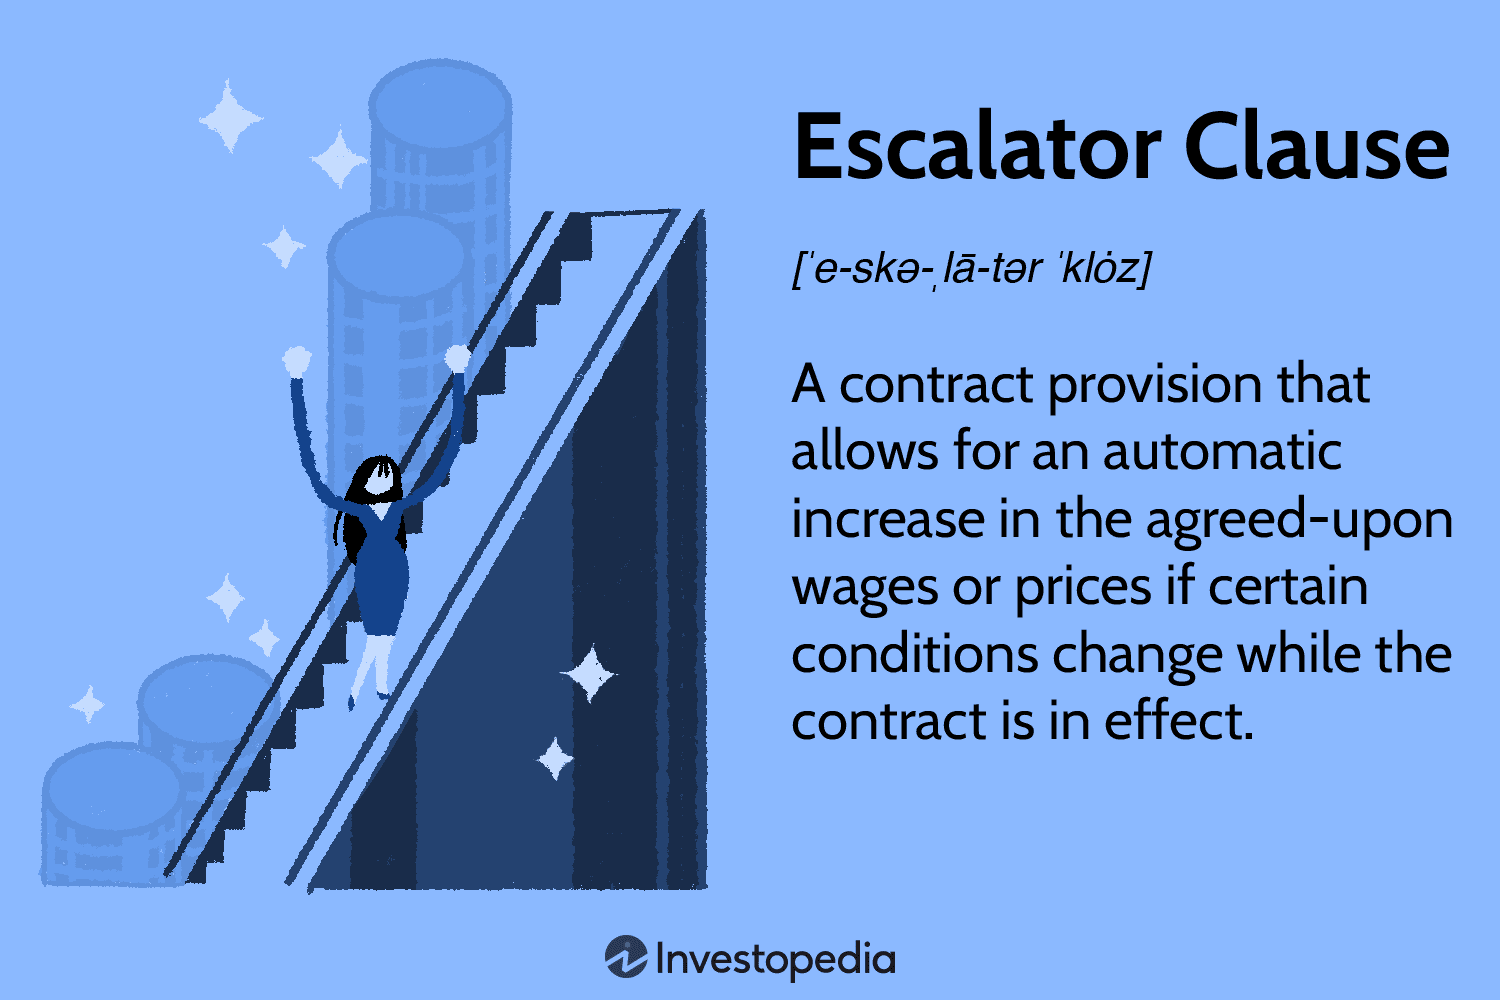 Escalator Clause
[ˈe-skə-ˌlā-tər ˈklȯz]
A contract provision that
allows for an automatic
increase in the agreed-upon
wages or prices if certain
conditions change while the
contract is in effect.
Investopedia